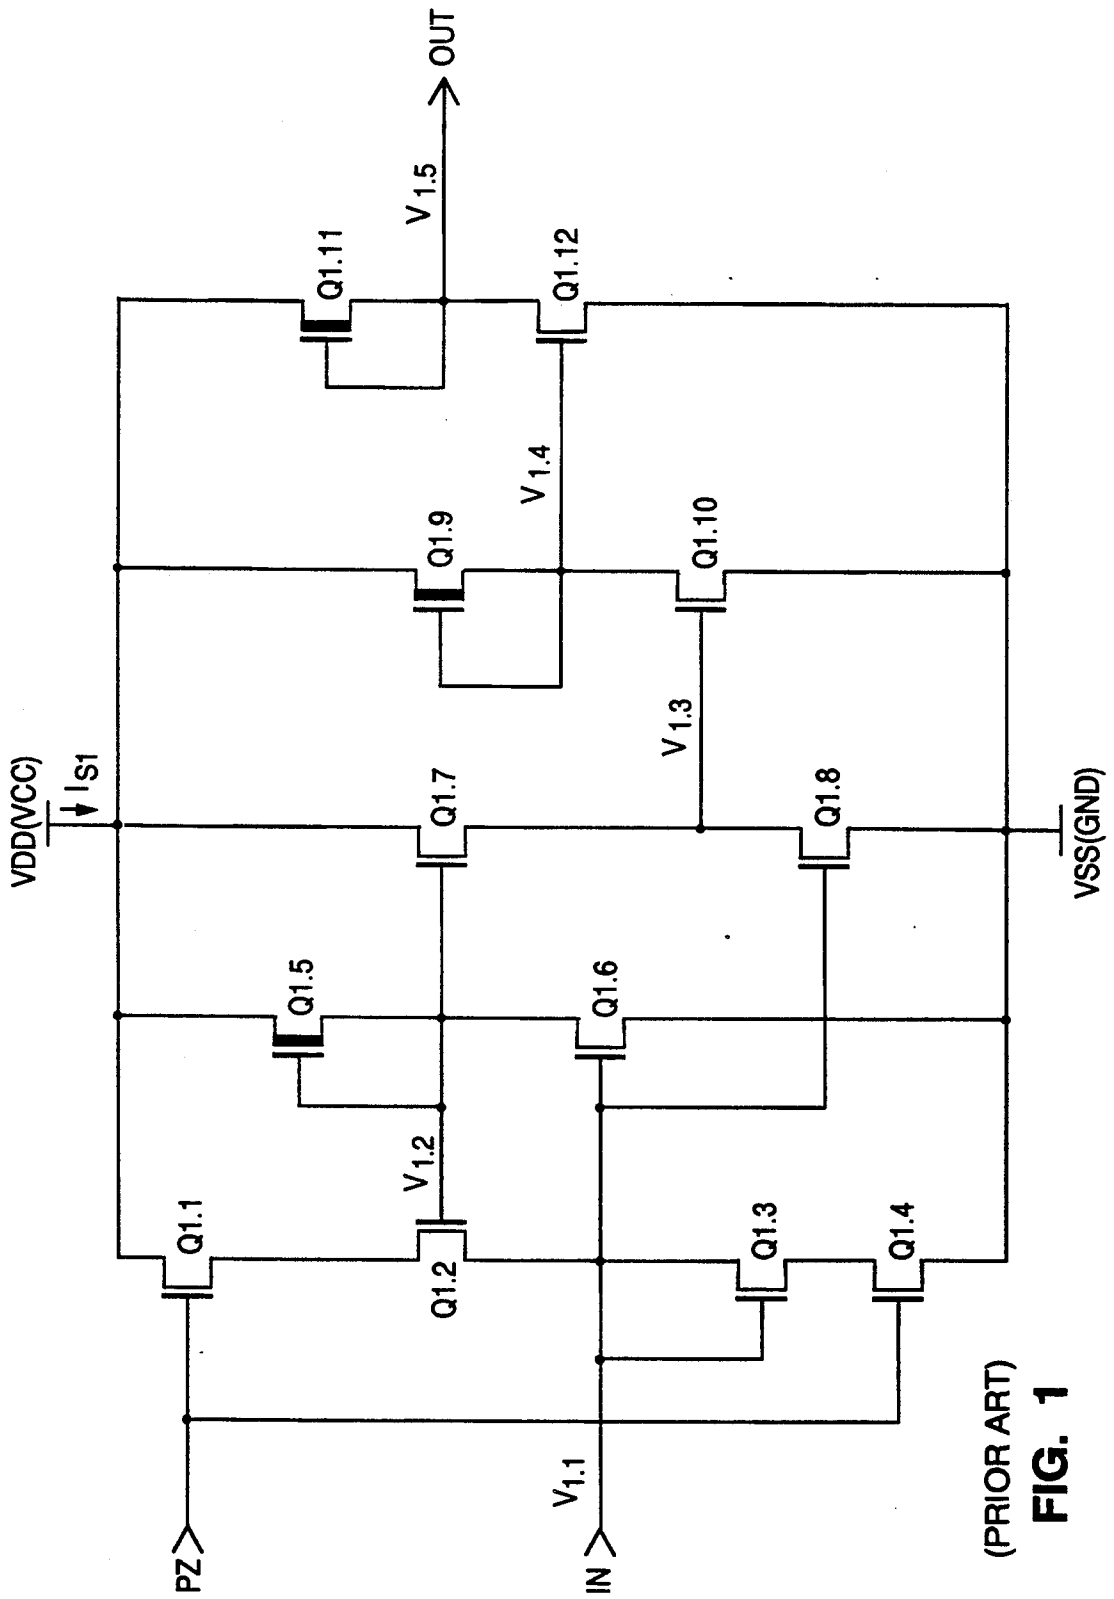 VDD(VCC)
IS1
PZ
IN
Q1.1
Q1.2
Q1.3
Q1.4
Q1.5
Q1.6
Q1.7
Q1.8
Q1.9
Q1.10
Q1.11
Q1.12
V1.1
V1.2
V1.3
V1.4
V1.5
OUT
VSS(GND)
(PRIOR ART)
FIG. 1